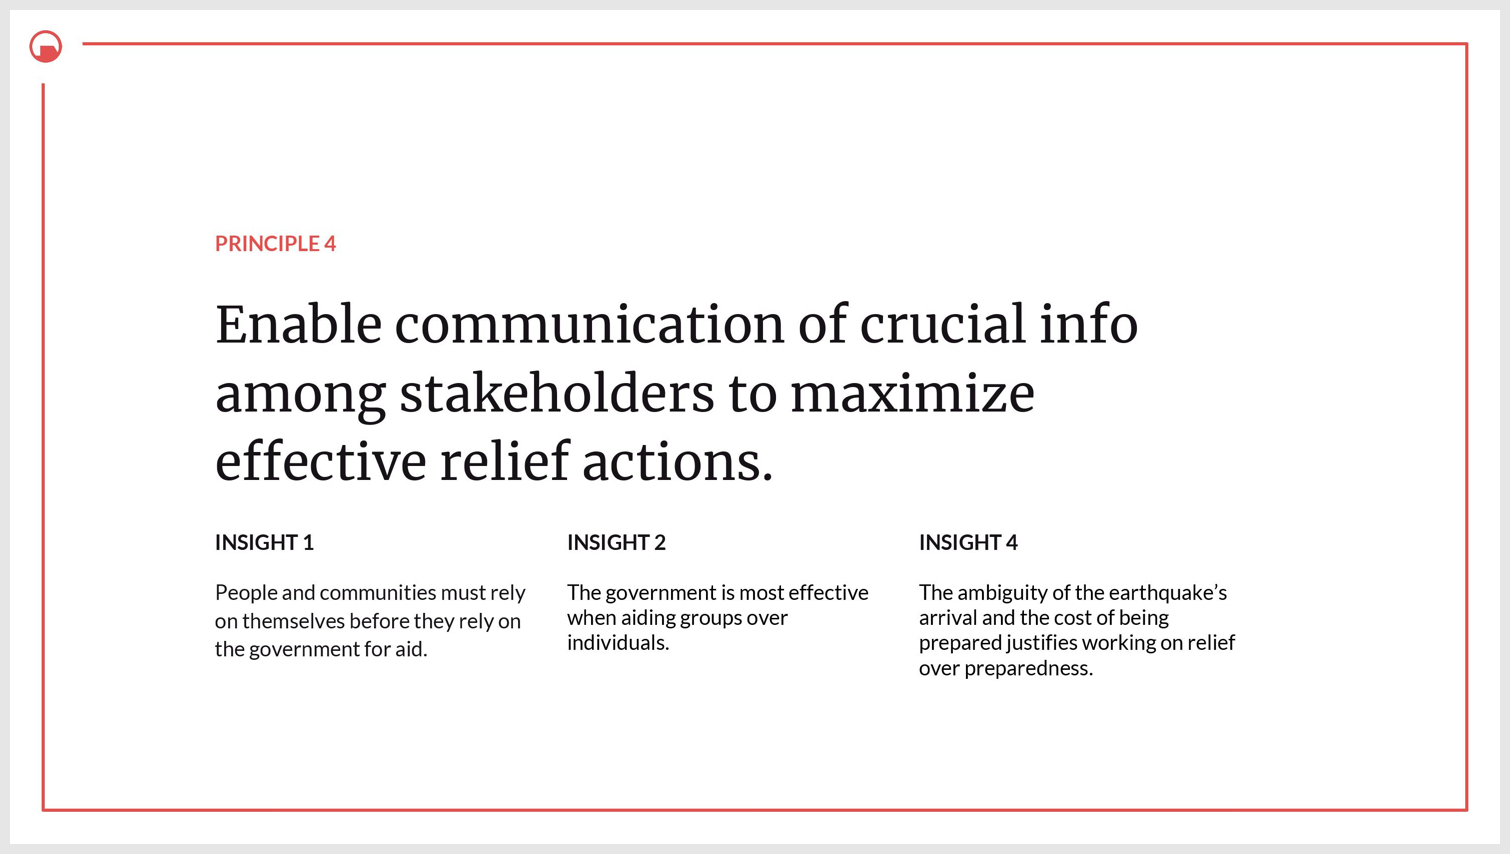 PRINCIPLE 4
Enable communication of crucial info
among stakeholders to maximize
effective relief actions.
INSIGHT 1
People and communities must rely
on themselves before they rely on
the government for aid.
INSIGHT 2
The government is most effective
when aiding groups over
individuals.
INSIGHT 4
The ambiguity of the earthquake’s
arrival and the cost of being
prepared justifies working on relief
over preparedness.